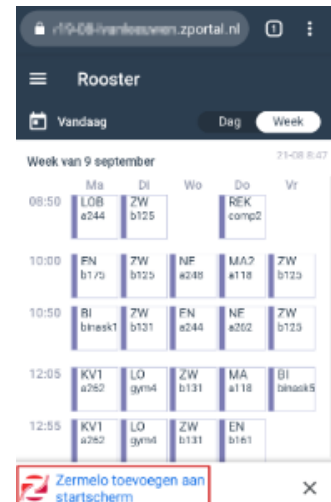 .zportal.nl
Rooster
Vandaag Dag Week
Week van 9 september 21-08 8:47
Ma Di Wo Do Vr
08:50 LOB ZW REK
a244 b125 comp2
10:00 EN ZW NE MA2 ZW
b175 b125 a248 a118 b125
10:50 BI ZW EN NE ZW
binask1 b131 a244 a262 b125
12:05 KV1 LO ZW MA BI
a262 gym4 b131 a118 binask5
12:55 KV1 LO ZW EN
a262 gym4 b131 b161
Zermelo toevoegen aan
startscherm